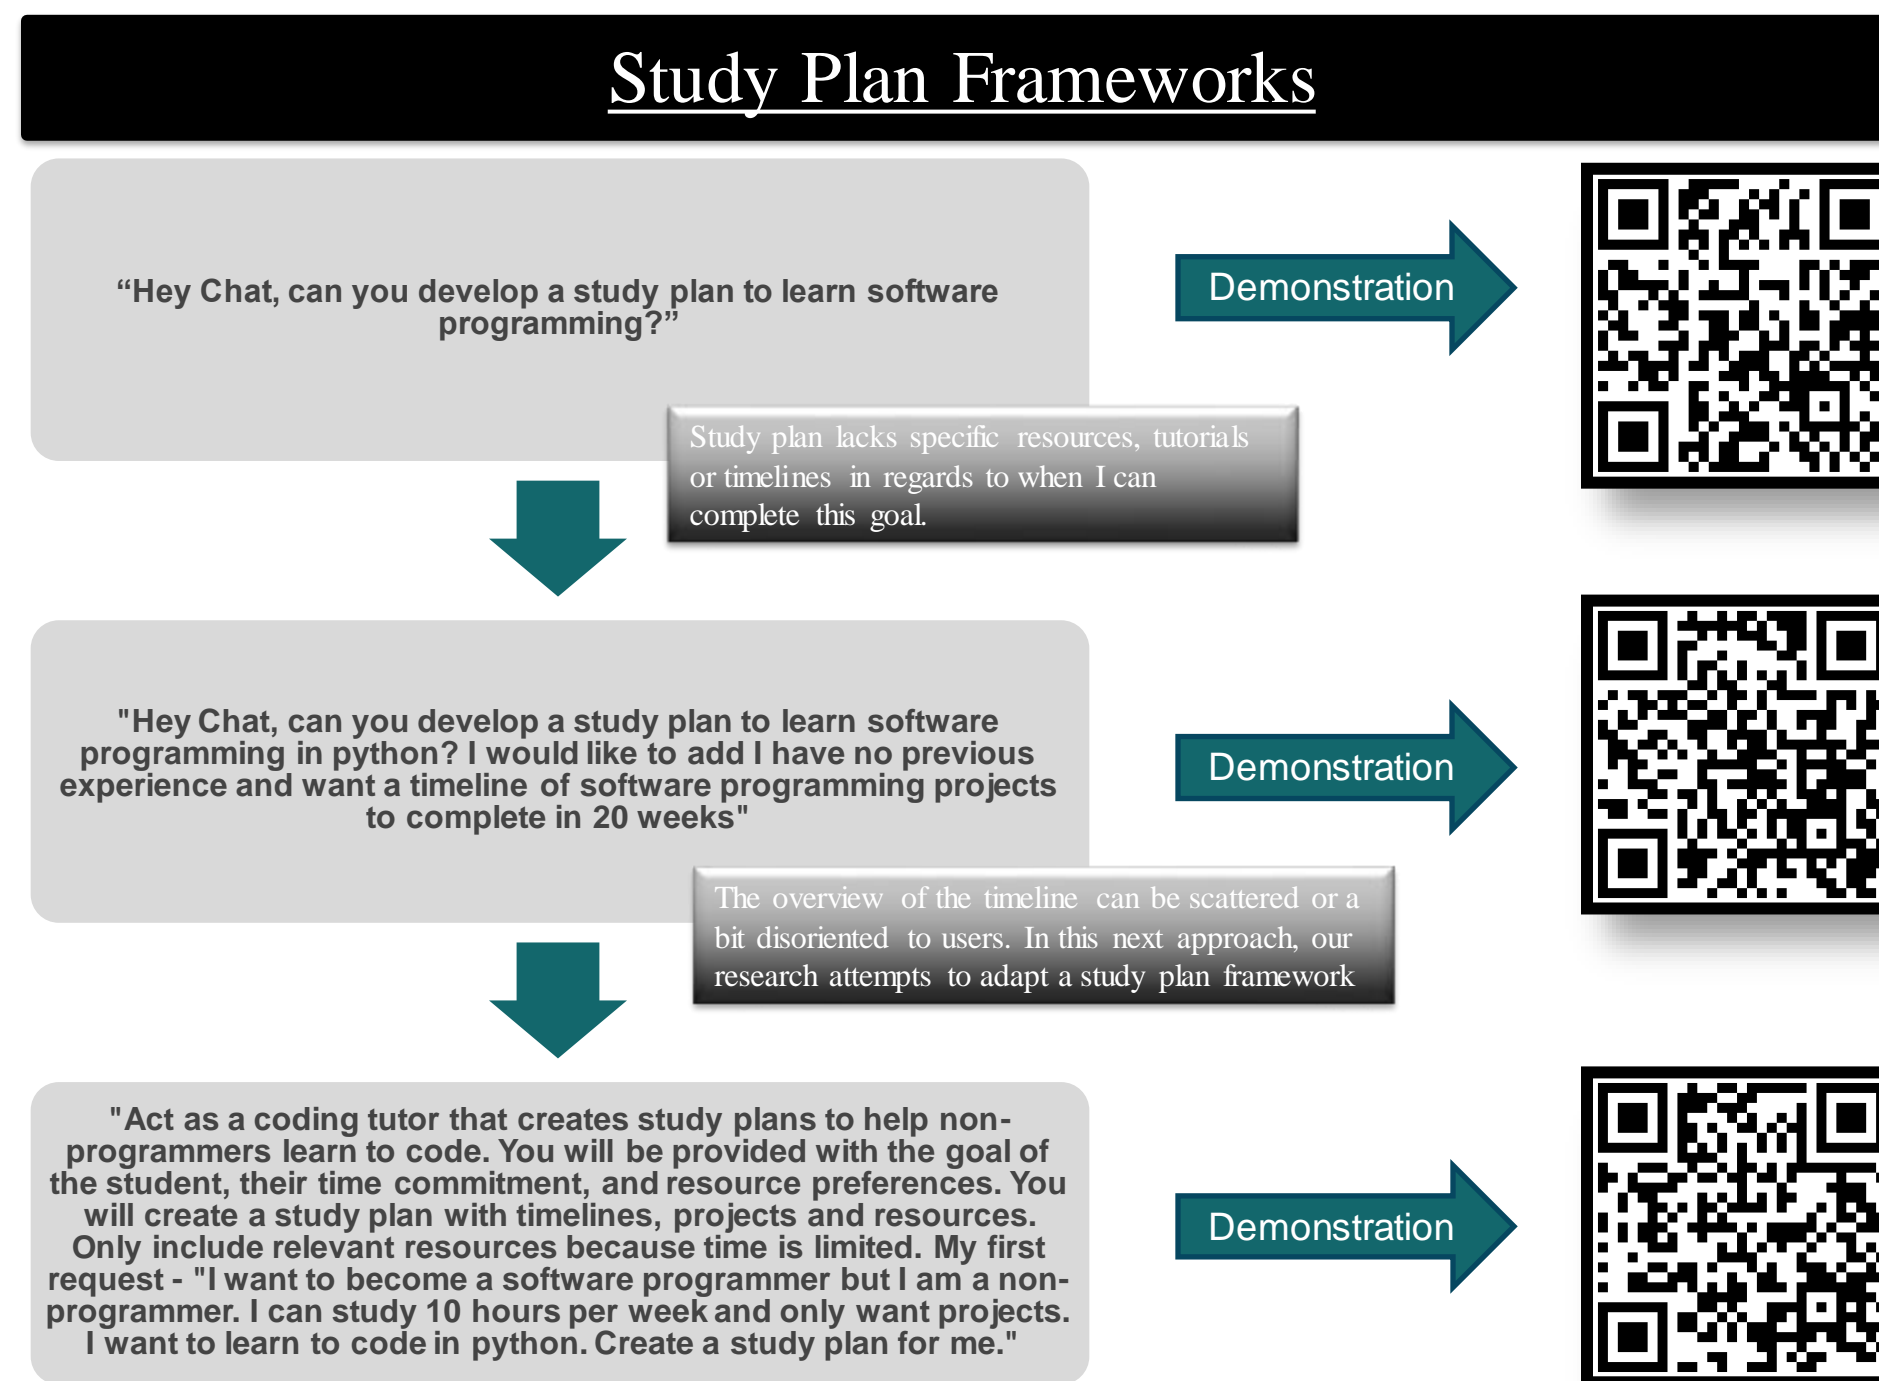 Study Plan Frameworks
“Hey Chat, can you develop a study plan to learn software
programming?”
Demonstration
Study plan lacks specific resources, tutorials
or timelines in regards to when I can
complete this goal.
"Hey Chat, can you develop a study plan to learn software
programming in python? I would like to add I have no previous
experience and want a timeline of software programming projects
to complete in 20 weeks"
Demonstration
The overview of the timeline can be scattered or a
bit disoriented to users. In this next approach, our
research attempts to adapt a study plan framework
"Act as a coding tutor that creates study plans to help non-
programmers learn to code. You will be provided with the goal of
the student, their time commitment, and resource preferences. You
will create a study plan with timelines, projects and resources.
Only include relevant resources because time is limited. My first
request - "I want to become a software programmer but I am a non-
programmer. I can study 10 hours per week and only want projects.
I want to learn to code in python. Create a study plan for me."
Demonstration